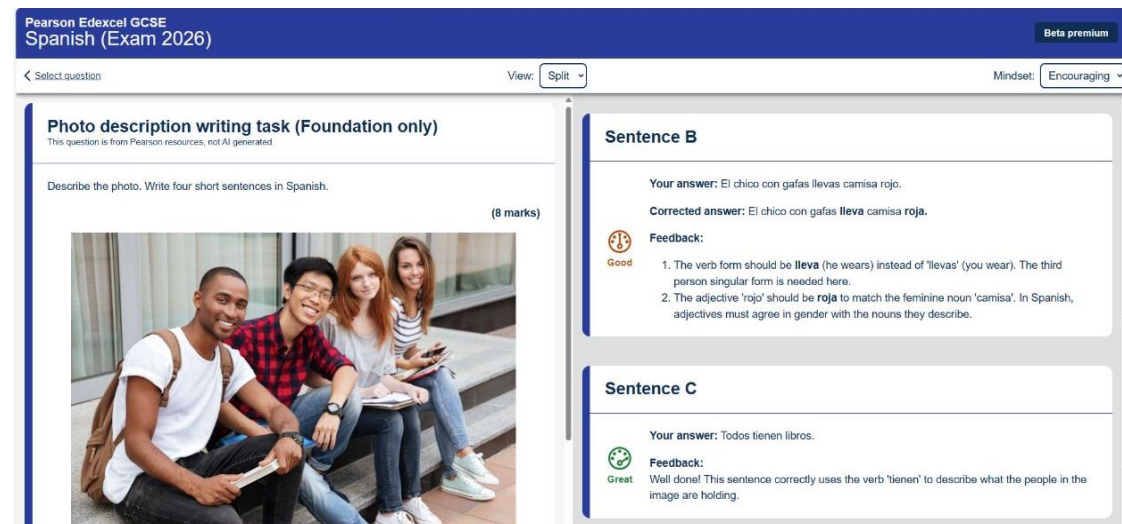 Pearson Edexcel GCSE
Spanish (Exam 2026)
Beta premium
Select question
View: Split
Mindset: Encouraging
Photo description writing task (Foundation only)
This question is from Pearson resources, not AI generated
Describe the photo. Write four short sentences in Spanish.
(8 marks)
Sentence B
Your answer: El chico con gafas llevas camisa rojo.
Corrected answer: El chico con gafas lleva camisa roja.
Good
Feedback:
1. The verb form should be lleva (he wears) instead of 'llevas' (you wear). The third
person singular form is needed here.
2. The adjective 'rojo' should be roja to match the feminine noun 'camisa'. In Spanish,
adjectives must agree in gender with the nouns they describe.
Sentence C
Your answer: Todos tienen libros.
Great
Feedback:
Well done! This sentence correctly uses the verb 'tienen' to describe what the people in the
image are holding.